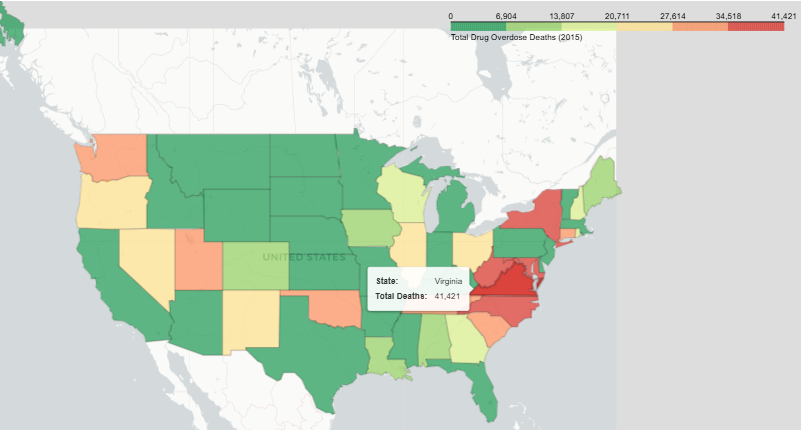 0 6,904 13,807 20,711 27,614 34,518 41,421
Total Drug Overdose Deaths (2015)
UNITED STATES
State: Virginia
Total Deaths: 41,421